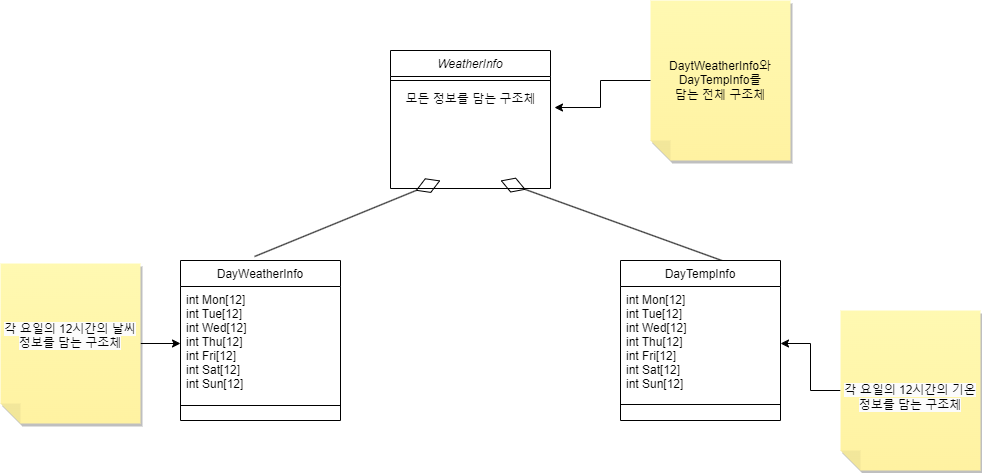 WeatherInfo
모든 정보를 담는 구조체
DaytWeatherInfo와
DayTempInfo를
담는 전체 구조체
DayWeatherInfo
int Mon[12]
int Tue[12]
int Wed[12]
int Thu[12]
int Fri[12]
int Sat[12]
int Sun[12]
각 요일의 12시간의 날씨
정보를 담는 구조체
DayTempInfo
int Mon[12]
int Tue[12]
int Wed[12]
int Thu[12]
int Fri[12]
int Sat[12]
int Sun[12]
각 요일의 12시간의 기온
정보를 담는 구조체